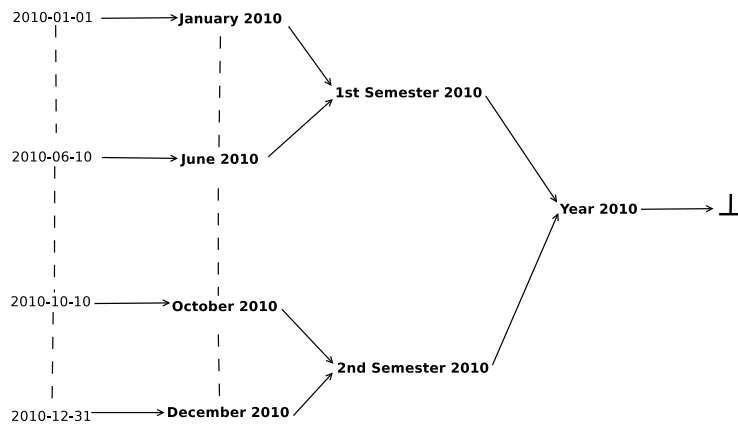 2010-01-01
January 2010
1st Semester 2010
2010-06-10
June 2010
Year 2010
⊥
2010-10-10
October 2010
2nd Semester 2010
2010-12-31
December 2010